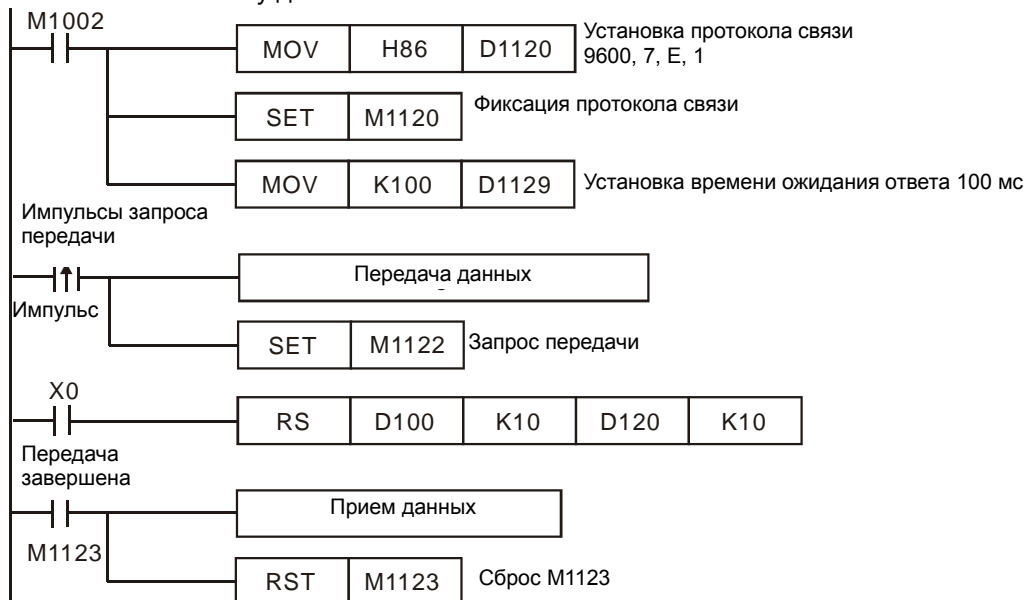 M1002
MOV H86 D1120 Установка протокола связи
9600, 7, E, 1
SET M1120 Фиксация протокола связи
MOV K100 D1129 Установка времени ожидания ответа 100 мс
Импульсы запроса
передачи
Передача данных
Импульс
SET M1122 Запрос передачи
X0
RS D100 K10 D120 K10
Передача
завершена
Прием данных
M1123
RST M1123 Сброс M1123